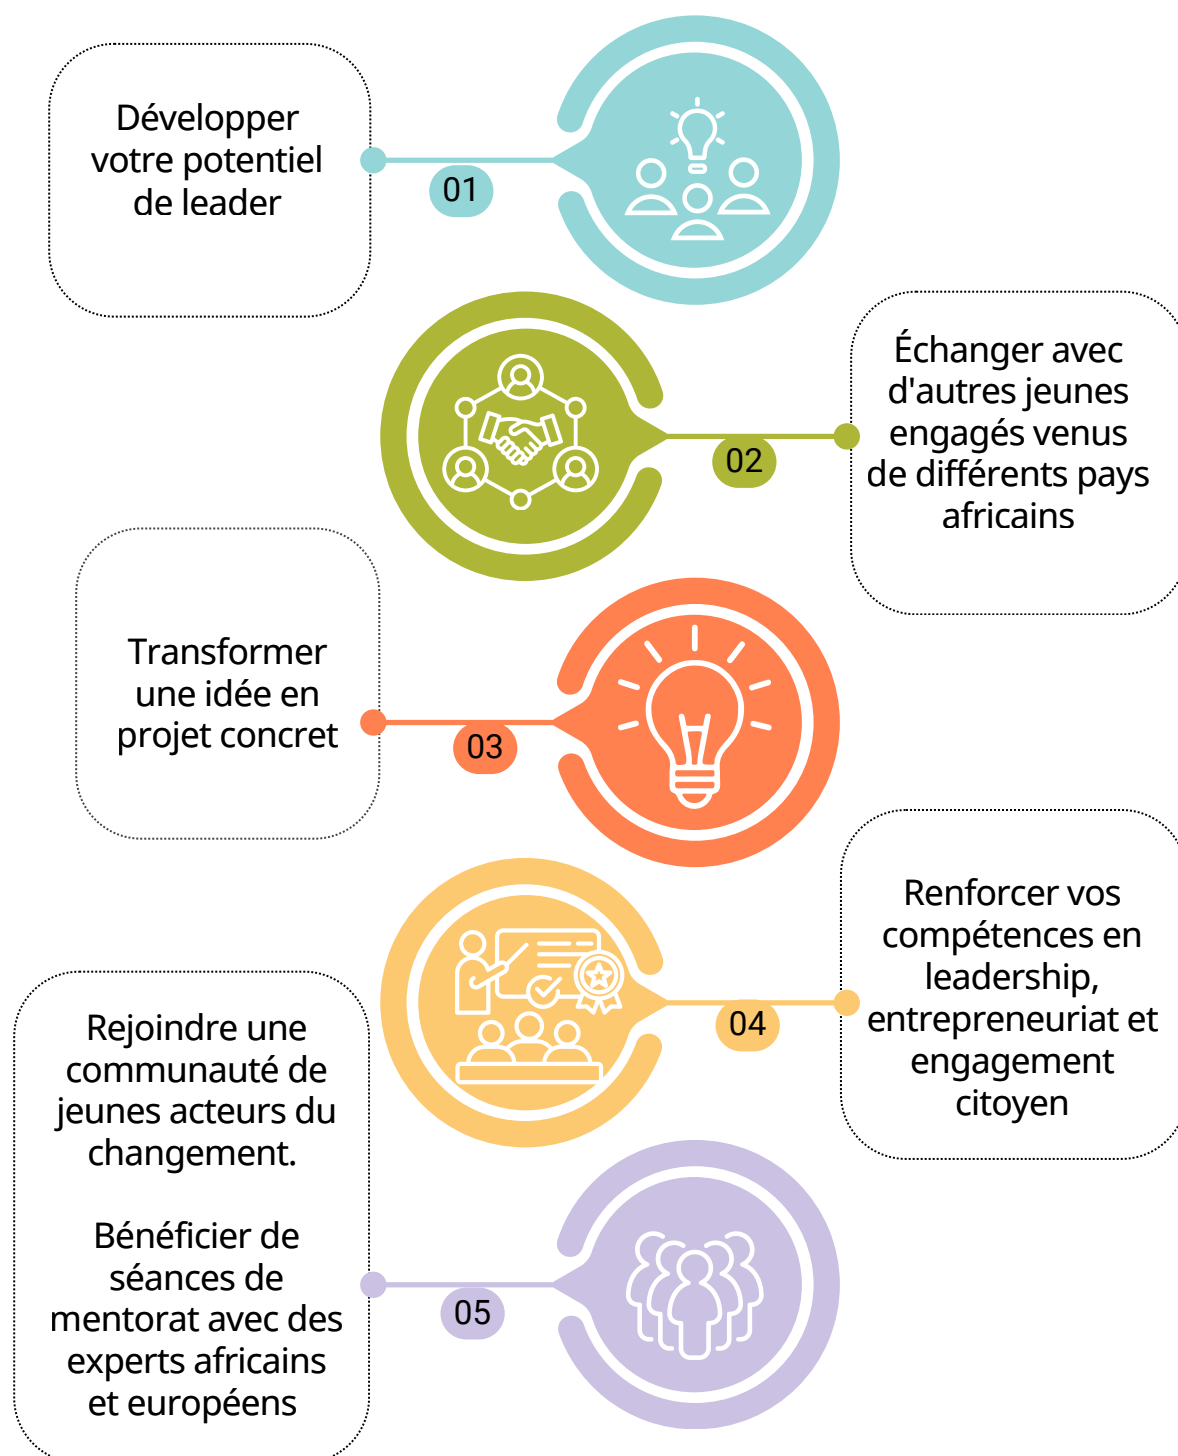 Développer
votre potentiel
de leader
01
Échanger avec
d'autres jeunes
engagés venus
de différents pays
africains
02
Transformer
une idée en
projet concret
03
Renforcer vos
compétences en
leadership,
entrepreneuriat et
engagement
citoyen
04
Rejoindre une
communauté de
jeunes acteurs du
changement.
Bénéficier de
séances de
mentorat avec des
experts africains
et européens
05